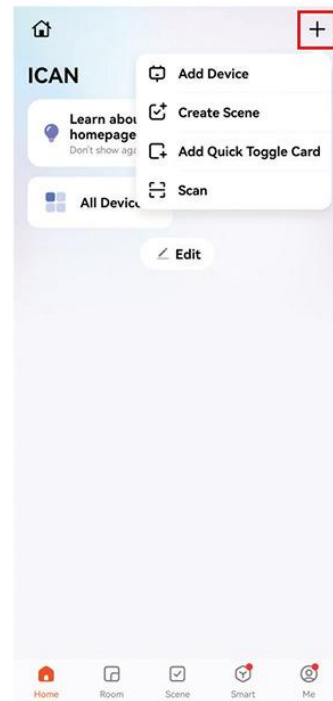 ICAN
Add Device
Learn abou
homepage
Don't show aga
Create Scene
Add Quick Toggle Card
All Device
Scan
Edit
Home
Room
Scene
Smart
Me